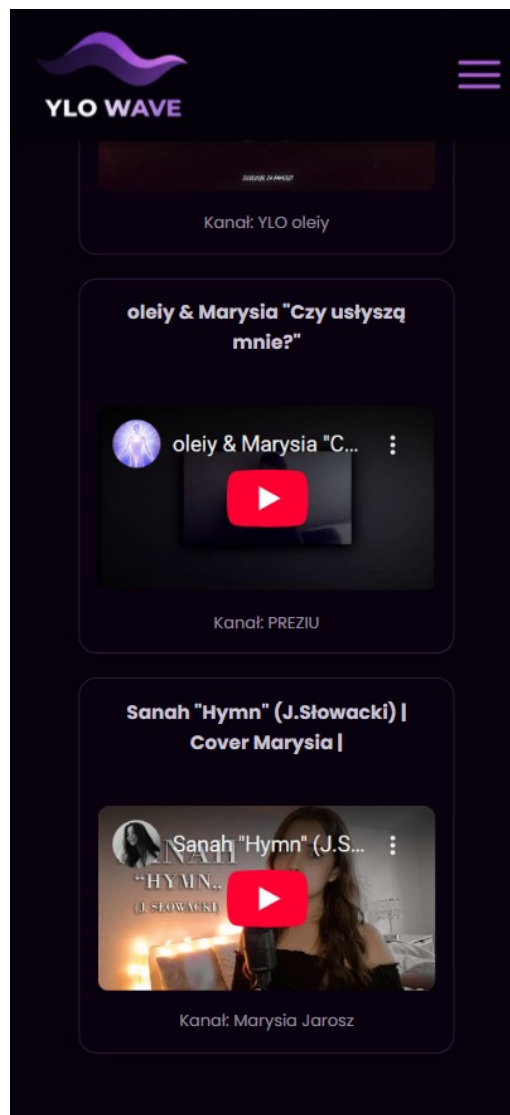 YLO WAVE
Kanał: YLO oleiy
oleiy & Marysia "Czy usłyszą
mnie?"
oleiy & Marysia "C...
Kanał: PREZIU
Sanah "Hymn" (J.Słowacki) |
Cover Marysia |
Sanah "Hymn" (J.S...
"HYMN„
(J. SŁOWACKI)
Kanał: Marysia Jarosz